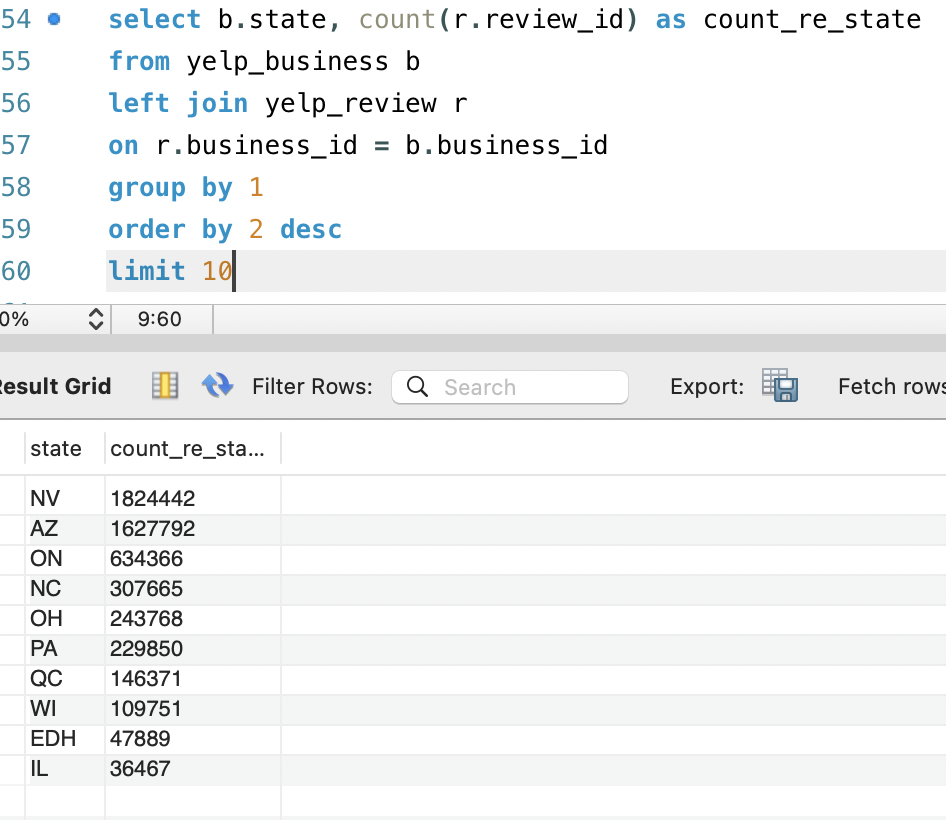 54 select b.state, count(r.review_id) as count_re_state
55 from yelp_business b
56 left join yelp_review r
57 on r.business_id = b.business_id
58 group by 1
59 order by 2 desc
60 limit 10
0% 9:60
esult Grid Filter Rows: Search Export: Fetch rows
state count_re_sta...
NV 1824442
AZ 1627792
ON 634366
NC 307665
OH 243768
PA 229850
QC 146371
WI 109751
EDH 47889
IL 36467